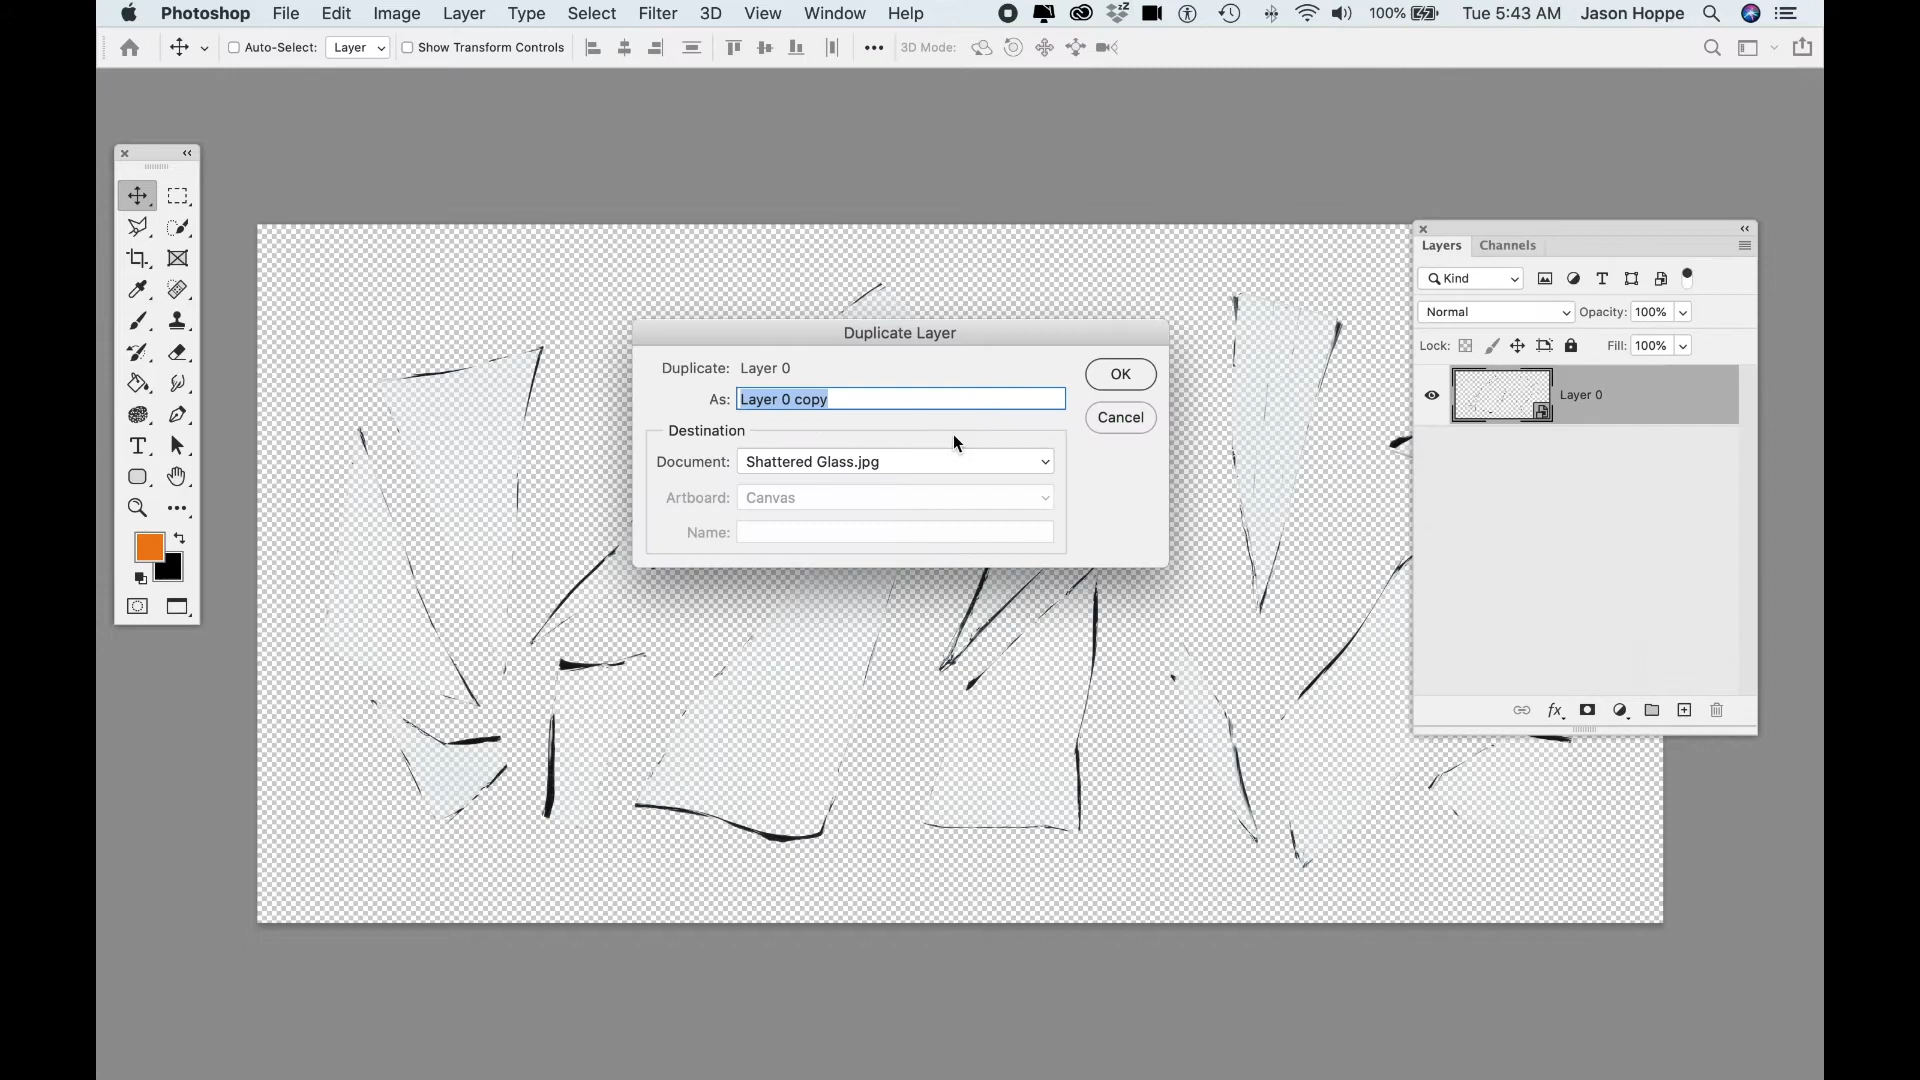 Photoshop File Edit Image Layer Type Select Filter 3D View Window Help 100% Tue 5:43 AM Jason Hoppe
Auto-Select: Layer Show Transform Controls 3D Mode:
Layers Channels
Kind
Normal Opacity: 100%
Lock: Fill: 100%
Layer 0
Duplicate Layer
Duplicate: Layer 0
As: Layer 0 copy
OK
Cancel
Destination
Document: Shattered Glass.jpg
Artboard: Canvas
Name:
fx